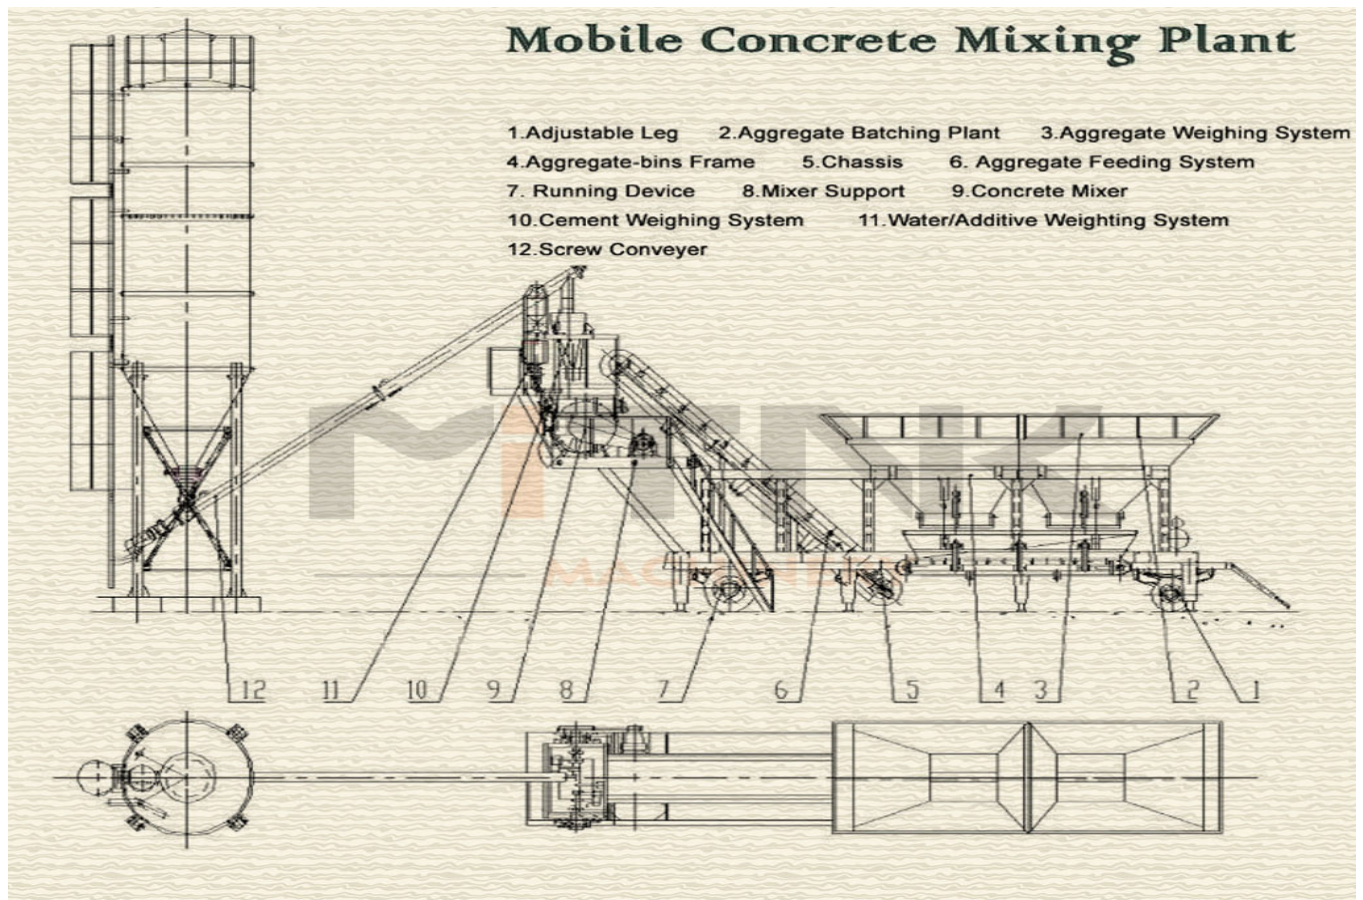 Mobile Concrete Mixing Plant
1.Adjustable Leg 2.Aggregate Batching Plant 3.Aggregate Weighing System
4.Aggregate-bins Frame 5.Chassis 6. Aggregate Feeding System
7. Running Device 8.Mixer Support 9.Concrete Mixer
10.Cement Weighing System 11.Water/Additive Weighting System
12.Screw Conveyer
MACHINERY
12 11 10 9 8 7 6 5 4 3 2 1